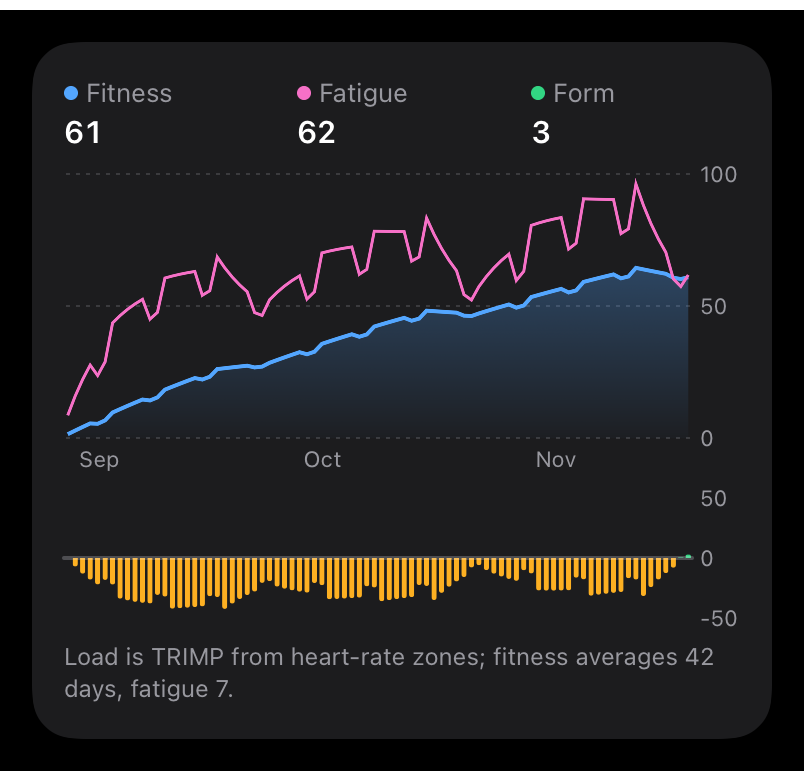 Fitness Fatigue Form
61 62 3
100
50
0
Sep Oct Nov
50
0
-50
Load is TRIMP from heart-rate zones; fitness averages 42
days, fatigue 7.